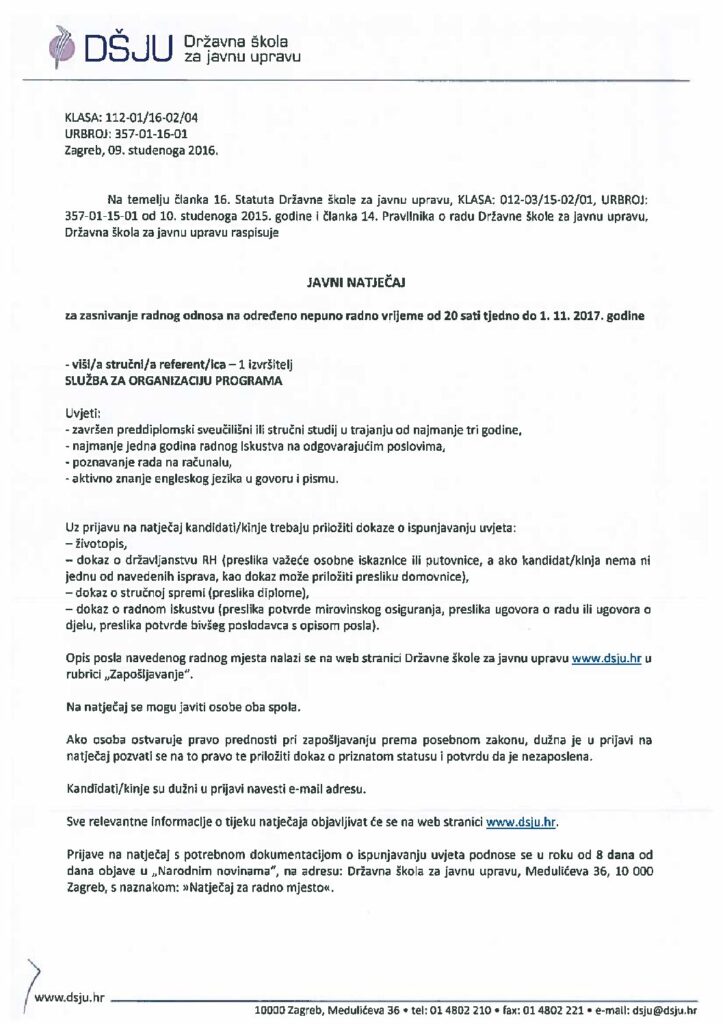 DŠJU Državna škola
za javnu upravu
KLASA: 112-01/16-02/04
URBROJ: 357-01-16-01
Zagreb, 09. studenoga 2016.
Na temelju članka 16. Statuta Državne škole za javnu upravu, KLASA: 012-03/15-02/01, URBROJ:
357-01-15-01 od 10. studenoga 2015. godine i članka 14. Pravilnika o radu Državne škole za javnu upravu,
Državna škola za javnu upravu raspisuje
JAVNI NATJEČAJ
za zasnivanje radnog odnosa na određeno nepuno radno vrijeme od 20 sati tjedno do 1. 11. 2017. godine
- viši/a stručni/a referent/ica – 1 izvršitelj
SLUŽBA ZA ORGANIZACIJU PROGRAMA
Uvjeti:
- završen preddiplomski sveučilišni ili stručni studij u trajanju od najmanje tri godine,
- najmanje jedna godina radnog iskustva na odgovarajućim poslovima,
- poznavanje rada na računalu,
- aktivno znanje engleskog jezika u govoru i pismu.
Uz prijavu na natječaj kandidati/kinje trebaju priložiti dokaze o ispunjavanju uvjeta:
– životopis,
– dokaz o državljanstvu RH (preslika važeće osobne iskaznice ili putovnice, a ako kandidat/kinja nema ni
jednu od navedenih isprava, kao dokaz može priložiti presliku domovnice),
– dokaz o stručnoj spremi (preslika diplome),
– dokaz o radnom iskustvu (preslika potvrde mirovinskog osiguranja, preslika ugovora o radu ili ugovora o
djelu, preslika potvrde bivšeg poslodavca s opisom posla).
Opis posla navedenog radnog mjesta nalazi se na web stranici Državne škole za javnu upravu www.dsju.hr u
rubrici „Zapošljavanje“.
Na natječaj se mogu javiti osobe oba spola.
Ako osoba ostvaruje pravo prednosti pri zapošljavanju prema posebnom zakonu, dužna je u prijavi na
natječaj pozvati se na to pravo te priložiti dokaz o priznatom statusu i potvrdu da je nezaposlena.
Kandidati/kinje su dužni u prijavi navesti e-mail adresu.
Sve relevantne informacije o tijeku natječaja objavljivat će se na web stranici www.dsju.hr.
Prijave na natječaj s potrebnom dokumentacijom o ispunjavanju uvjeta podnose se u roku od 8 dana od
dana objave u „Narodnim novinama“, na adresu: Državna škola za javnu upravu, Medulićeva 36, 10 000
Zagreb, s naznakom: »Natječaj za radno mjesto«.
www.dsju.hr
10000 Zagreb, Medulićeva 36 • tel: 01 4802 210 • fax: 01 4802 221 • e-mail: dsju@dsju.hr